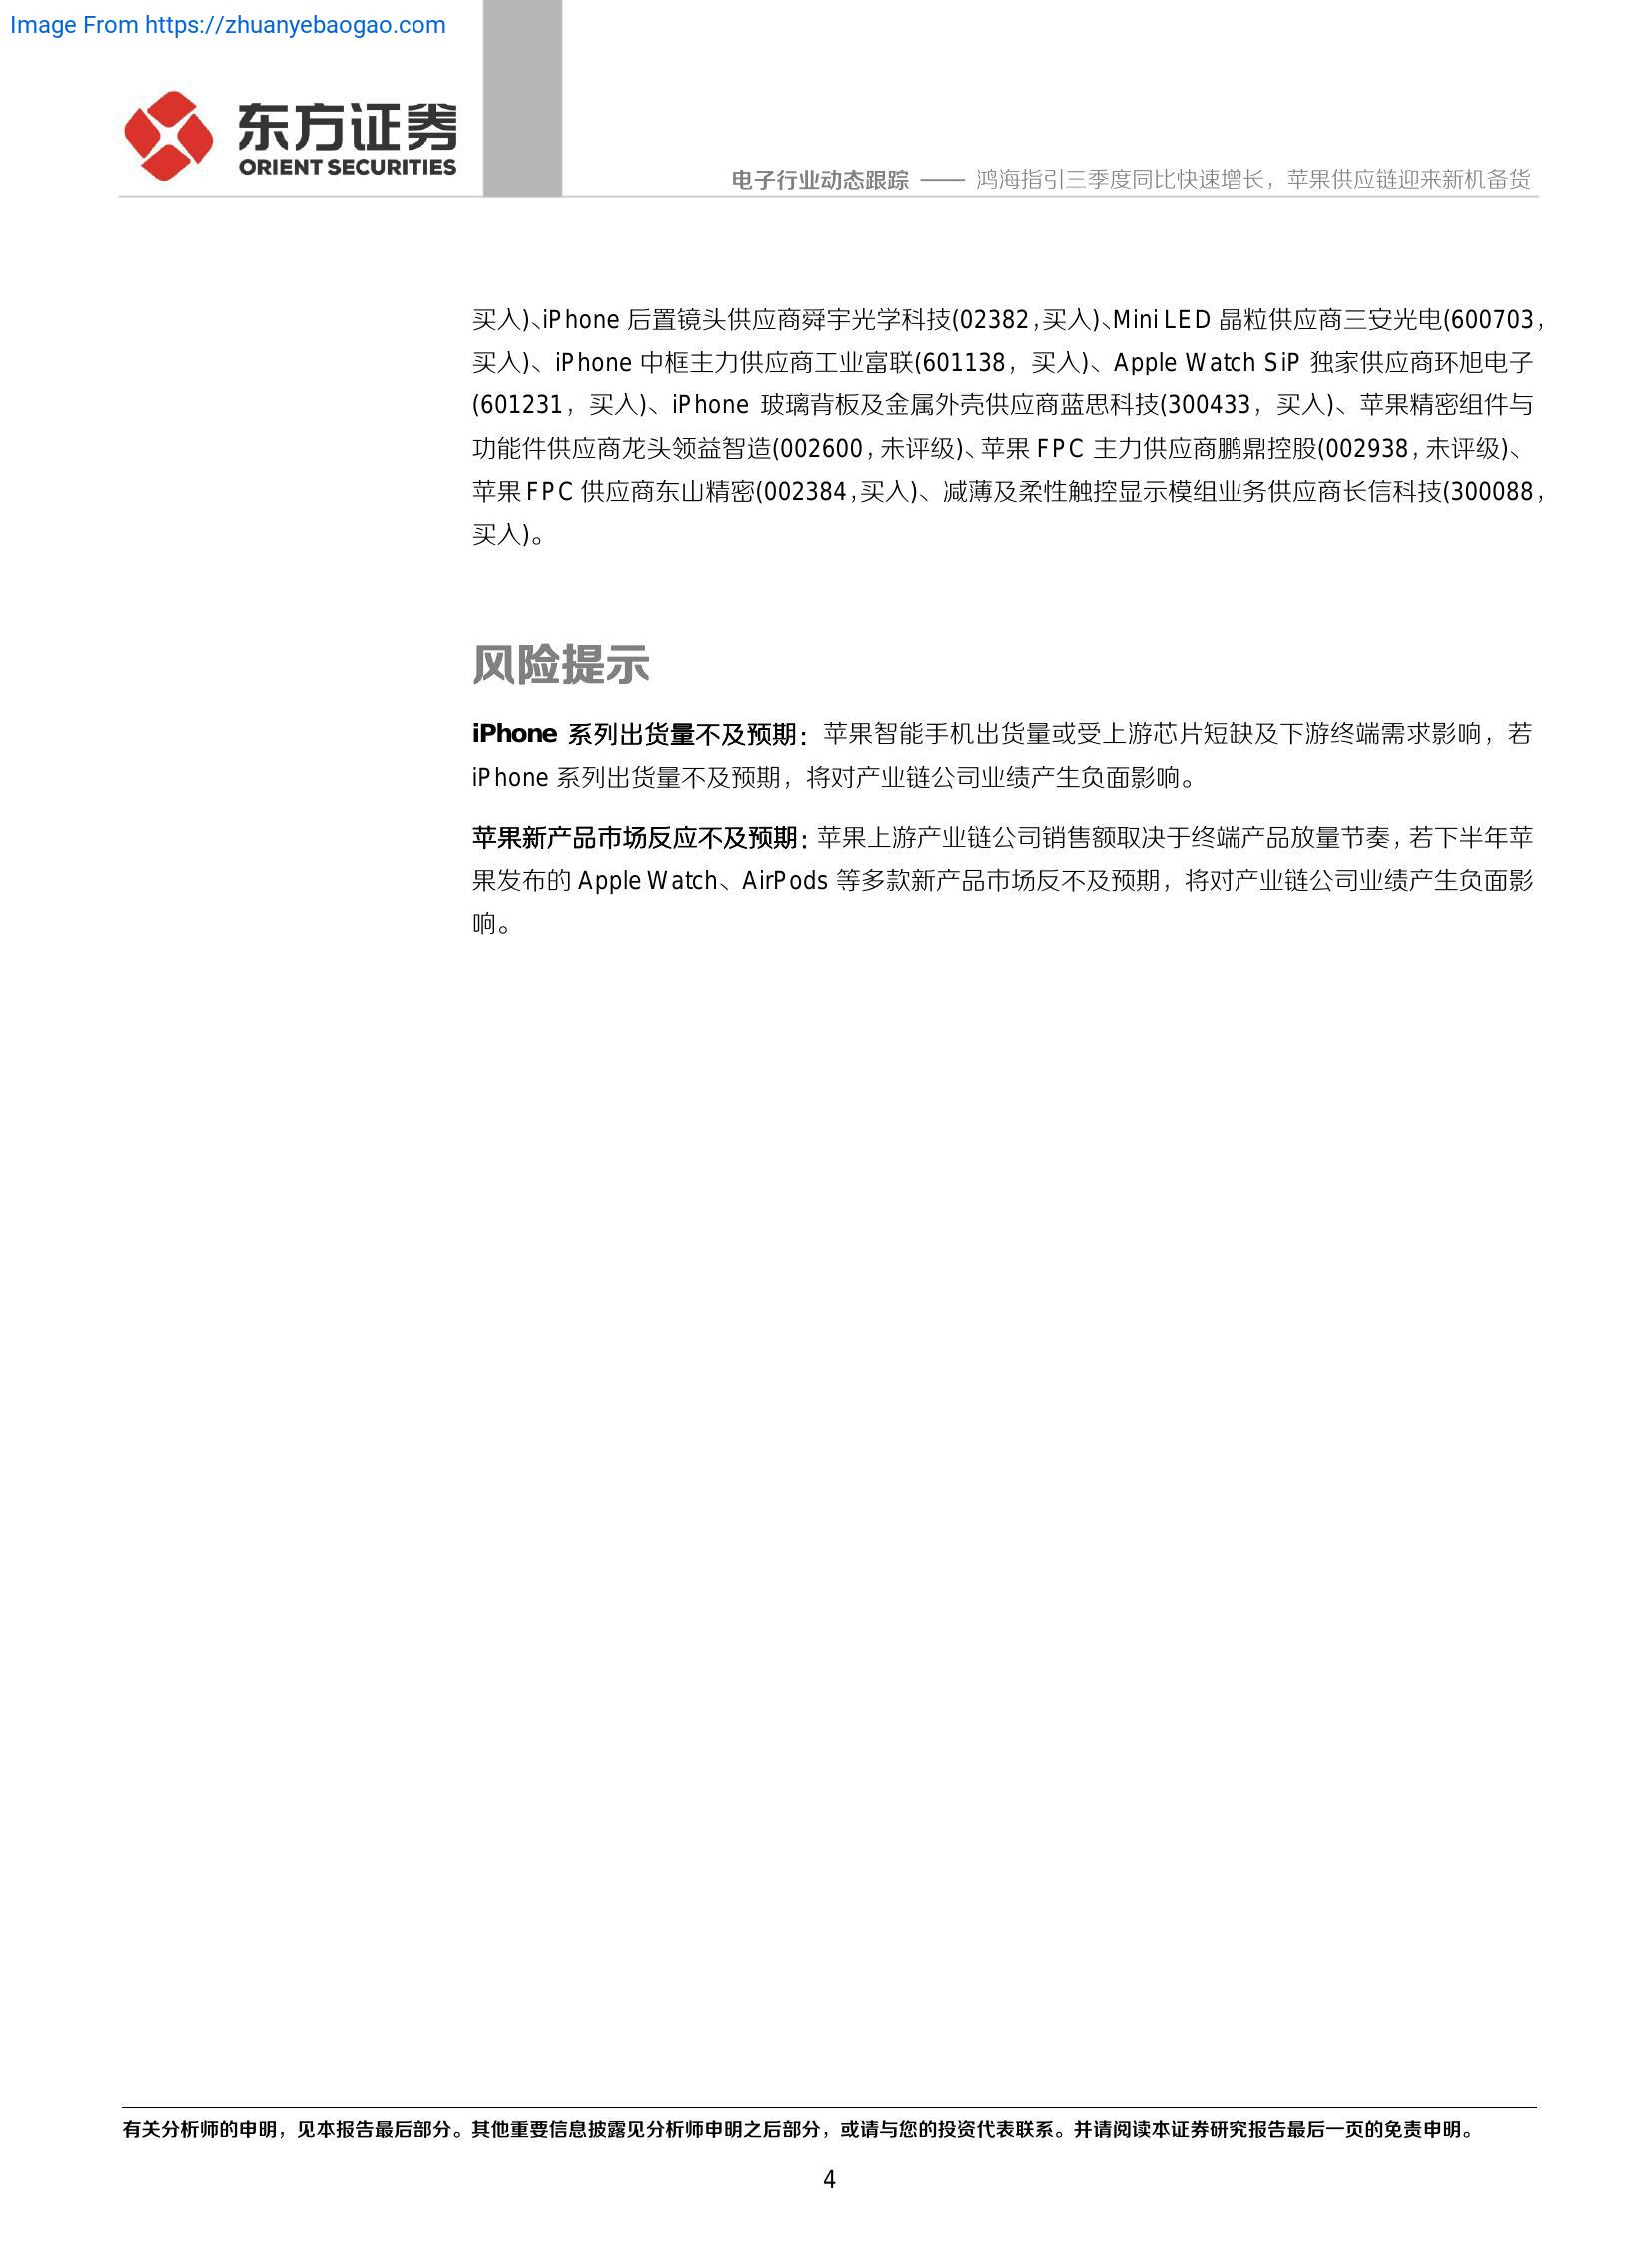 Image From https://zhuanyebaogao.com
东方证券
ORIENT SECURITIES
电子行业动态跟踪 —— 鸿海指引三季度同比快速增长，苹果供应链迎来新机备货
买入)、iPhone 后置镜头供应商舜宇光学科技(02382，买入)、Mini LED 晶粒供应商三安光电(600703，
买入)、iPhone 中框主力供应商工业富联(601138，买入)、Apple Watch SiP 独家供应商环旭电子
(601231，买入)、iPhone 玻璃背板及金属外壳供应商蓝思科技(300433，买入)、苹果精密组件与
功能件供应商龙头领益智造(002600，未评级)、苹果 FPC 主力供应商鹏鼎控股(002938，未评级)、
苹果 FPC 供应商东山精密(002384，买入)、减薄及柔性触控显示模组业务供应商长信科技(300088，
买入)。
风险提示
iPhone 系列出货量不及预期：苹果智能手机出货量或受上游芯片短缺及下游终端需求影响，若
iPhone 系列出货量不及预期，将对产业链公司业绩产生负面影响。
苹果新产品市场反应不及预期：苹果上游产业链公司销售额取决于终端产品放量节奏，若下半年苹
果发布的 Apple Watch、AirPods 等多款新产品市场反不及预期，将对产业链公司业绩产生负面影
响。
有关分析师的申明，见本报告最后部分。其他重要信息披露见分析师申明之后部分，或请与您的投资代表联系。并请阅读本证券研究报告最后一页的免责申明。
4